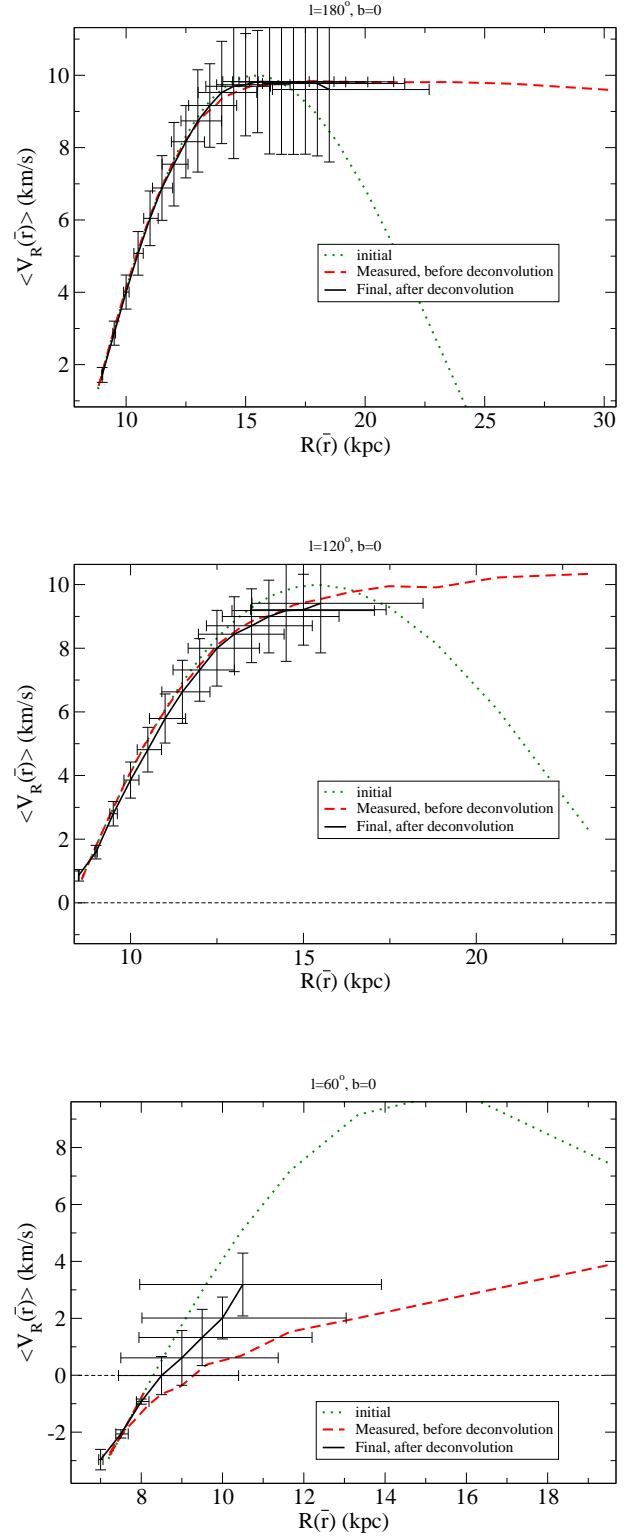 l=180°, b=0
10
8
6
4
2
<V_R(r̄)> (km/s)
initial
Measured, before deconvolution
Final, after deconvolution
10 15 20 25 30
R(r̄) (kpc)
l=120°, b=0
10
8
6
4
2
0
<V_R(r̄)> (km/s)
initial
Measured, before deconvolution
Final, after deconvolution
10 15 20
R(r̄) (kpc)
l=60°, b=0
8
6
4
2
0
-2
<V_R(r̄)> (km/s)
initial
Measured, before deconvolution
Final, after deconvolution
8 10 12 14 16 18
R(r̄) (kpc)